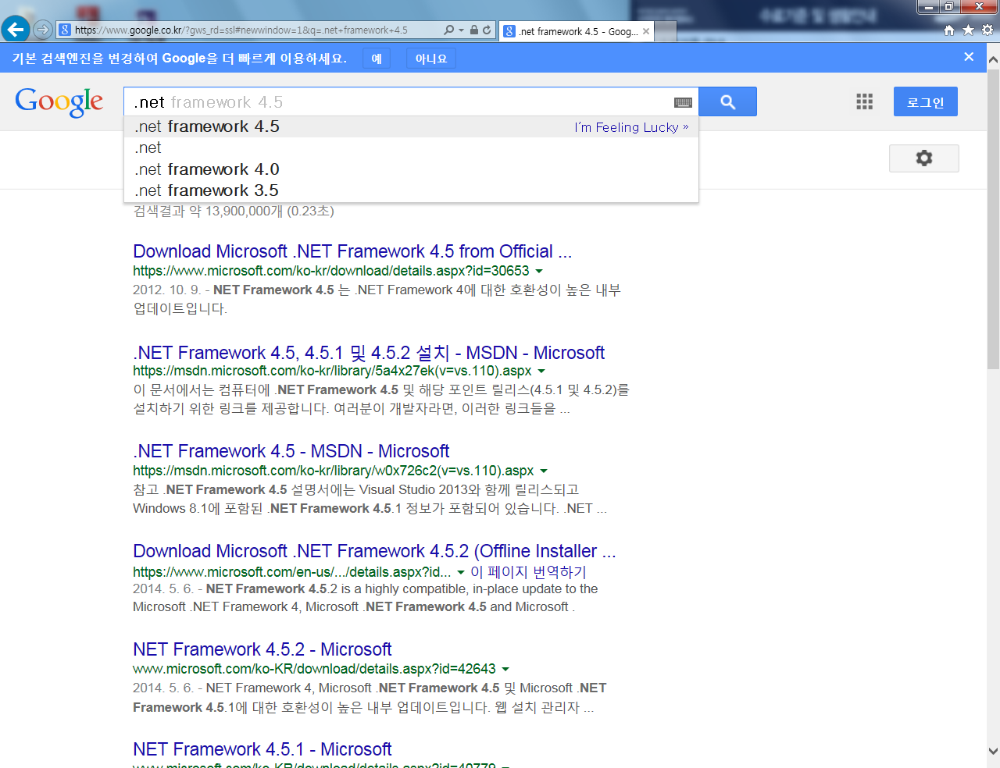 수료기준 및 생활안내
https://www.google.co.kr/?gws_rd=ssl#newwindow=1&q=.net+framework+4.5
.net framework 4.5 - Goog...
기본 검색엔진을 변경하여 Google을 더 빠르게 이용하세요. 예 아니요
Google
.net framework 4.5
로그인
.net framework 4.5 I'm Feeling Lucky »
.net
.net framework 4.0
.net framework 3.5
검색결과 약 13,900,000개 (0.23초)
Download Microsoft .NET Framework 4.5 from Official ...
https://www.microsoft.com/ko-kr/download/details.aspx?id=30653
2012. 10. 9. - NET Framework 4.5 는 .NET Framework 4에 대한 호환성이 높은 내부
업데이트입니다.
.NET Framework 4.5, 4.5.1 및 4.5.2 설치 - MSDN - Microsoft
https://msdn.microsoft.com/ko-kr/library/5a4x27ek(v=vs.110).aspx
이 문서에서는 컴퓨터에 .NET Framework 4.5 및 해당 포인트 릴리스(4.5.1 및 4.5.2)를
설치하기 위한 링크를 제공합니다. 여러분이 개발자라면, 이러한 링크들을 ...
.NET Framework 4.5 - MSDN - Microsoft
https://msdn.microsoft.com/ko-kr/library/w0x726c2(v=vs.110).aspx
참고 .NET Framework 4.5 설명서에는 Visual Studio 2013와 함께 릴리스되고
Windows 8.1에 포함된 .NET Framework 4.5.1 정보가 포함되어 있습니다. .NET ...
Download Microsoft .NET Framework 4.5.2 (Offline Installer ...
https://www.microsoft.com/en-us/.../details.aspx?id... 이 페이지 번역하기
2014. 5. 6. - NET Framework 4.5.2 is a highly compatible, in-place update to the
Microsoft .NET Framework 4, Microsoft .NET Framework 4.5 and Microsoft .
NET Framework 4.5.2 - Microsoft
www.microsoft.com/ko-KR/download/details.aspx?id=42643
2014. 5. 6. - NET Framework 4, Microsoft .NET Framework 4.5 및 Microsoft .NET
Framework 4.5.1에 대한 호환성이 높은 내부 업데이트입니다. 웹 설치 관리자 ...
NET Framework 4.5.1 - Microsoft
www.microsoft.com/ko-KR/download/details.aspx?id=40779